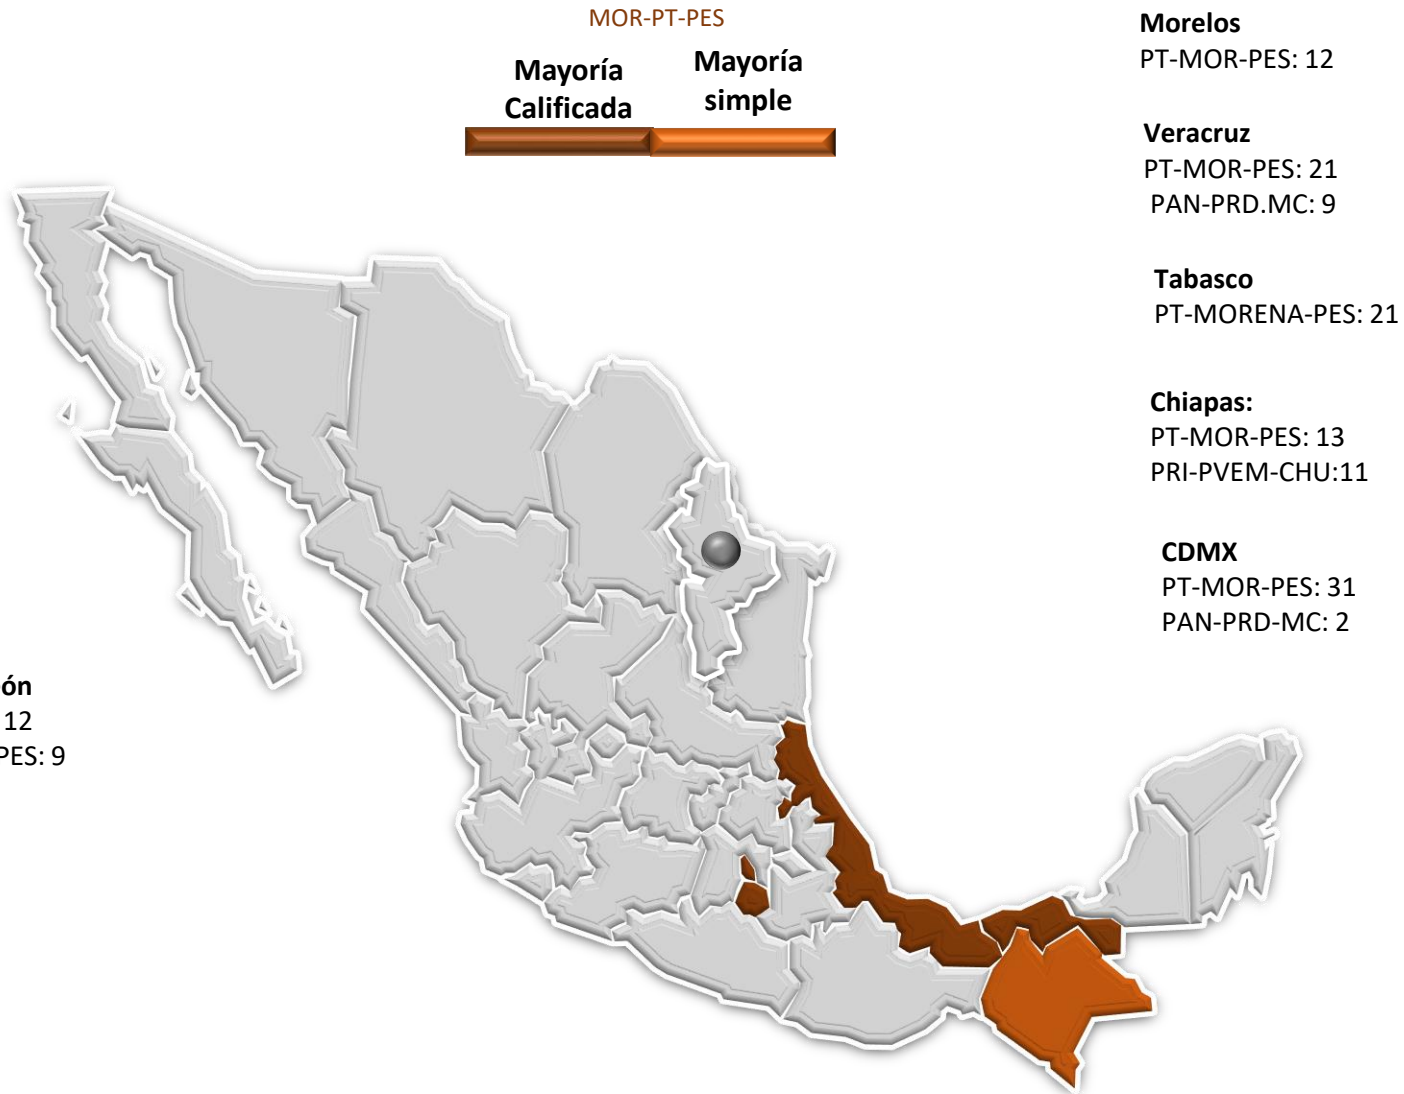 MOR-PT-PES
Mayoría
Calificada
Mayoría
simple
Morelos
PT-MOR-PES: 12
Veracruz
PT-MOR-PES: 21
PAN-PRD.MC: 9
Tabasco
PT-MORENA-PES: 21
Chiapas:
PT-MOR-PES: 13
PRI-PVEM-CHU:11
CDMX
PT-MOR-PES: 31
PAN-PRD-MC: 2
ón
12
PES: 9